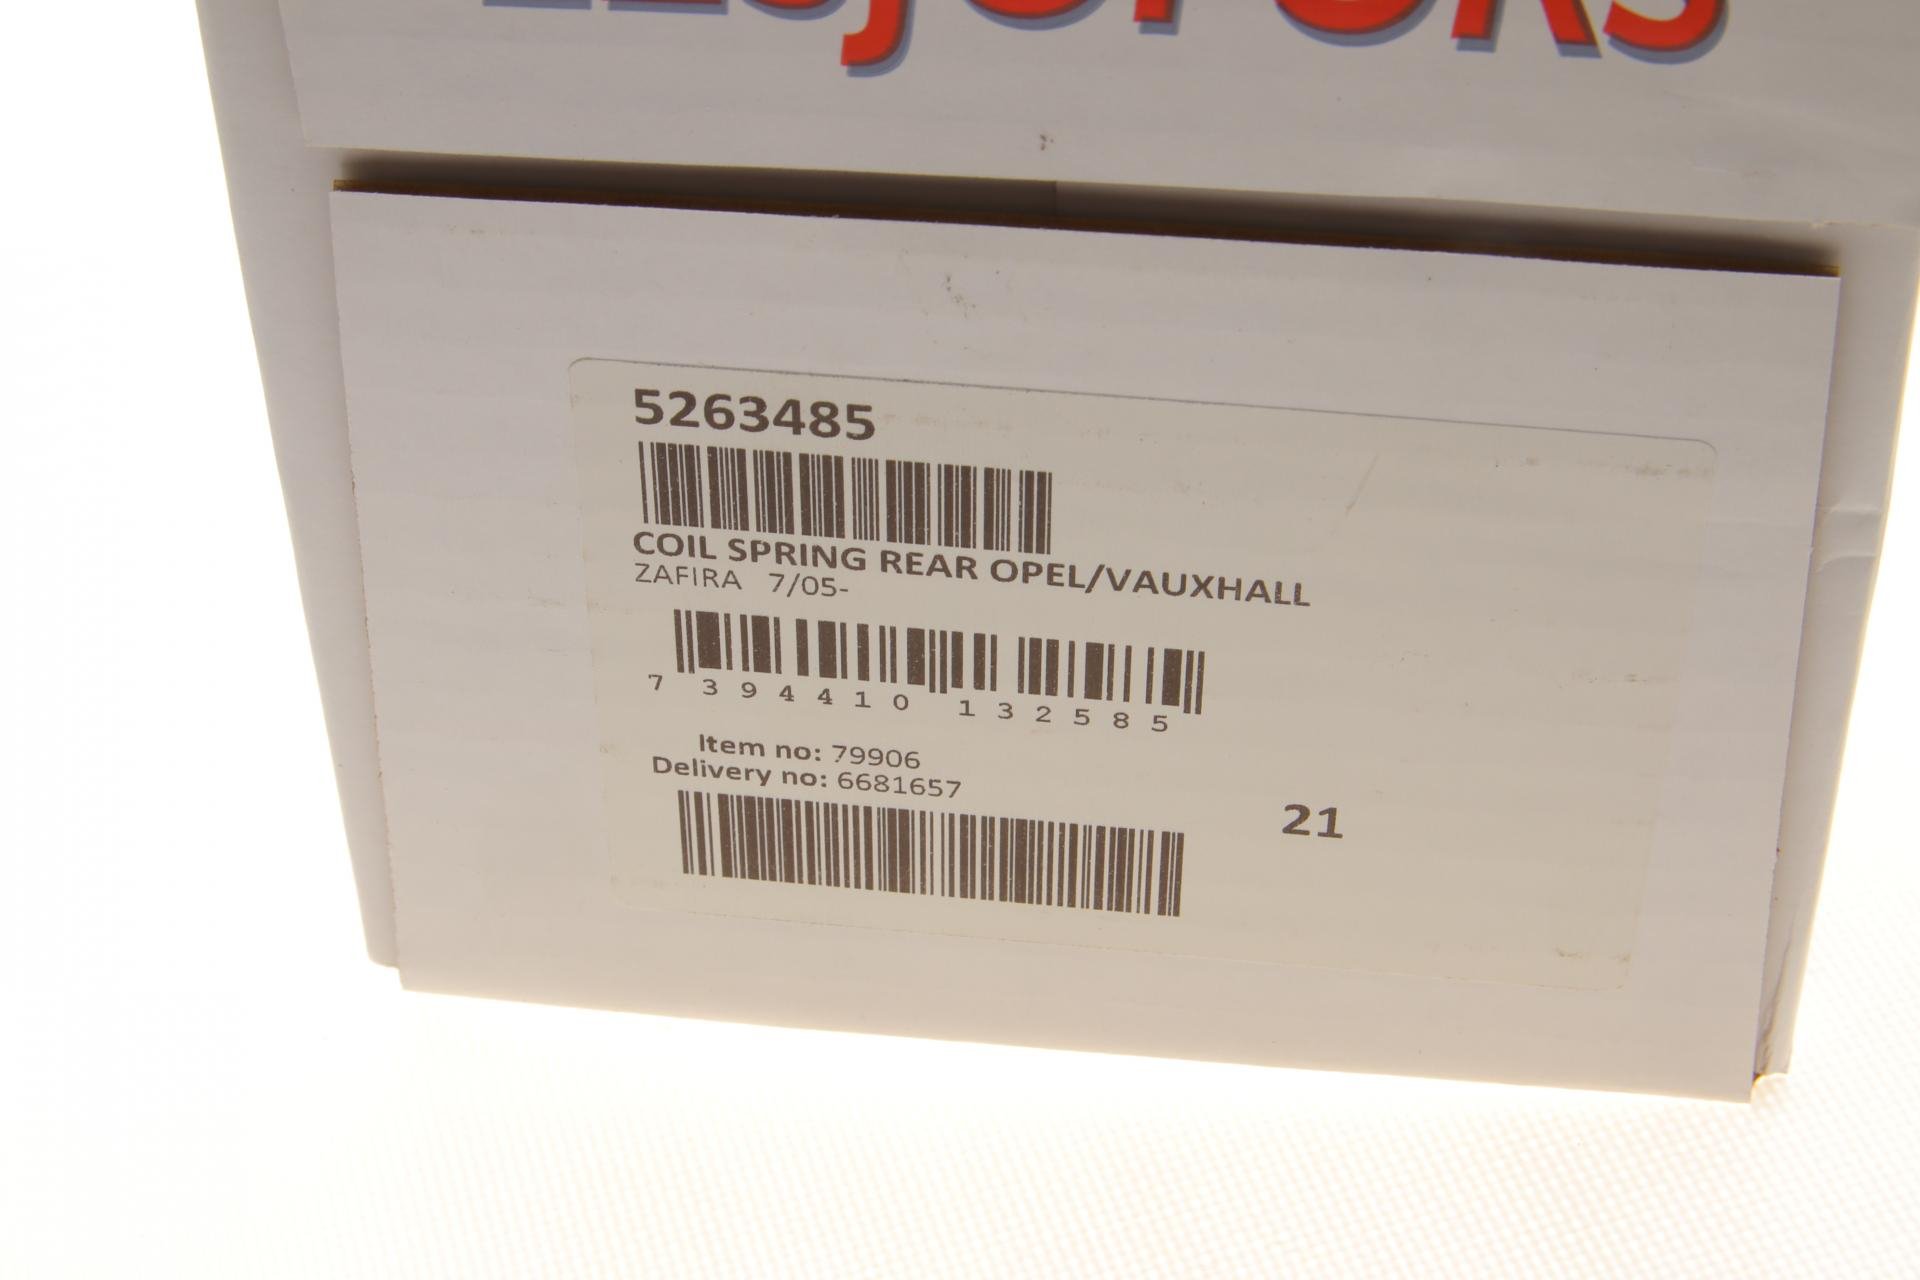 LESJÖFORS
5263485
COIL SPRING REAR OPEL/VAUXHALL
ZAFIRA 7/05-
7 394410 132585
Item no: 79906
Delivery no: 6681657
21